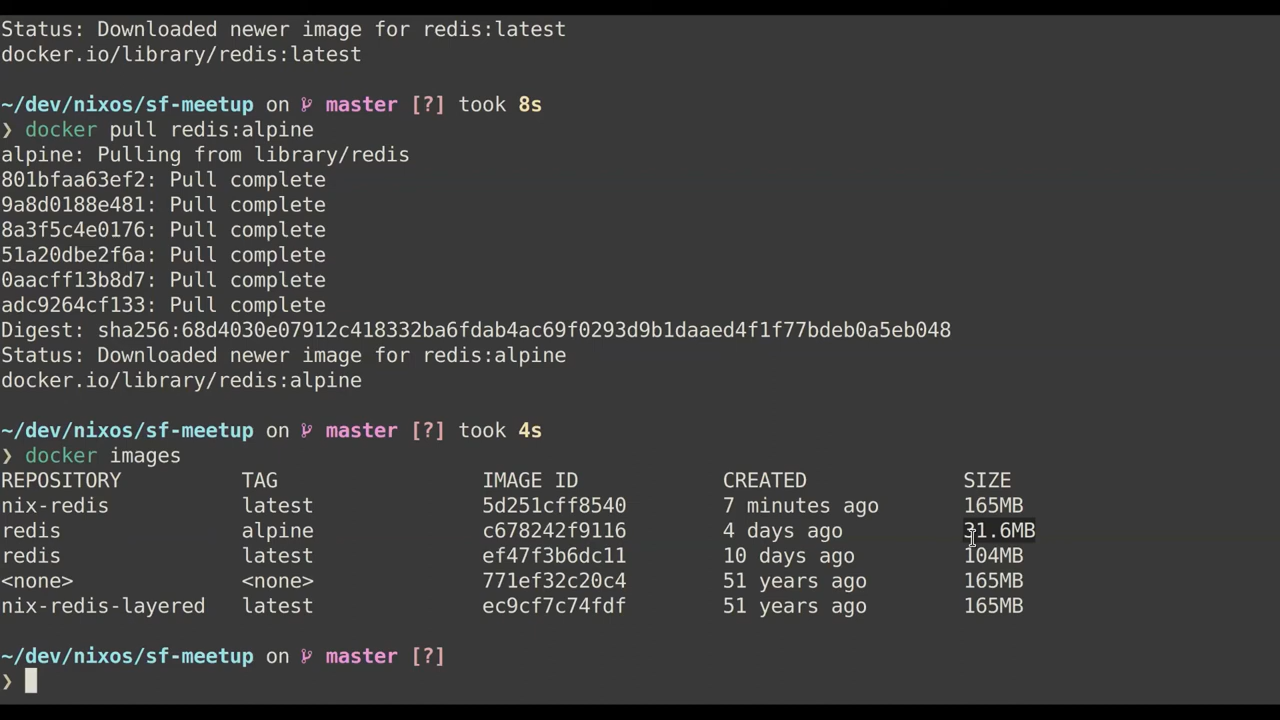 Status: Downloaded newer image for redis:latest
docker.io/library/redis:latest
~/dev/nixos/sf-meetup on master [?] took 8s
❯ docker pull redis:alpine
alpine: Pulling from library/redis
801bfaa63ef2: Pull complete
9a8d0188e481: Pull complete
8a3f5c4e0176: Pull complete
51a20dbe2f6a: Pull complete
0aacff13b8d7: Pull complete
adc9264cf133: Pull complete
Digest: sha256:68d4030e07912c418332ba6fdab4ac69f0293d9b1daaed4f1f77bdeb0a5eb048
Status: Downloaded newer image for redis:alpine
docker.io/library/redis:alpine
~/dev/nixos/sf-meetup on master [?] took 4s
❯ docker images
REPOSITORY TAG IMAGE ID CREATED SIZE
nix-redis latest 5d251cff8540 7 minutes ago 165MB
redis alpine c678242f9116 4 days ago 31.6MB
redis latest ef47f3b6dc11 10 days ago 104MB
<none> <none> 771ef32c20c4 51 years ago 165MB
nix-redis-layered latest ec9cf7c74fdf 51 years ago 165MB
~/dev/nixos/sf-meetup on master [?]
❯